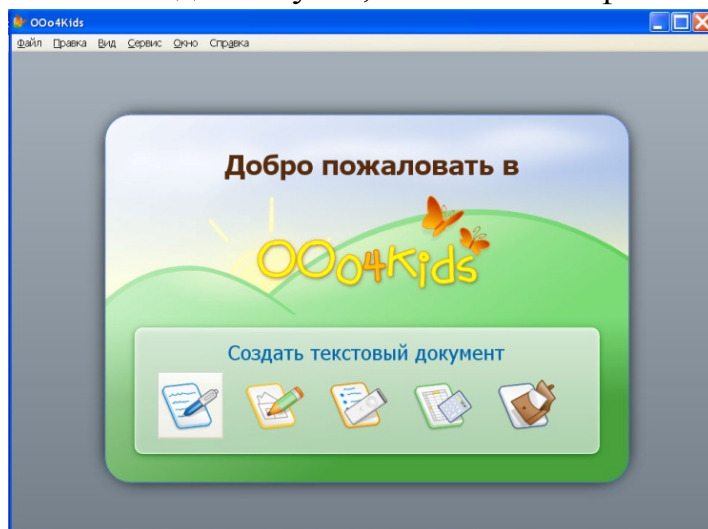 OOo4Kids
Файл Правка Вид Сервис Окно Справка
Добро пожаловать в
OOo4Kids
Создать текстовый документ